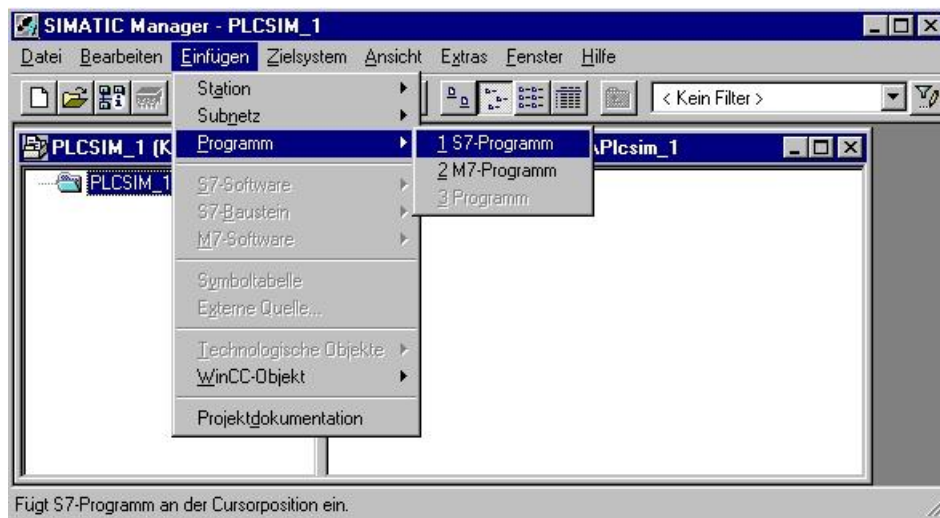 SIMATIC Manager - PLCSIM_1
Datei Bearbeiten Einfügen Zielsystem Ansicht Extras Fenster Hilfe
< Kein Filter >
Station
Subnetz
Programm
S7-Software
S7-Baustein
M7-Software
Symboltabelle
Externe Quelle...
Technologische Objekte
WinCC-Objekt
Projektdokumentation
1 S7-Programm
2 M7-Programm
3 Programm
PLCSIM_1 (K
\Plcsim_1
PLCSIM_1
Fügt S7-Programm an der Cursorposition ein.